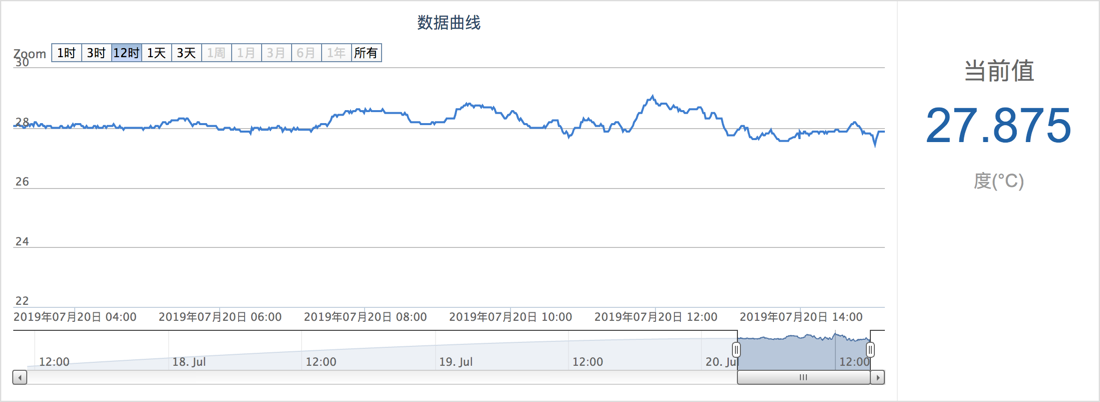 数据曲线
Zoom 1时 3时 12时 1天 3天 1周 1月 3月 6月 1年 所有
30
28
26
24
22
2019年07月20日 04:00 2019年07月20日 06:00 2019年07月20日 08:00 2019年07月20日 10:00 2019年07月20日 12:00 2019年07月20日 14:00
12:00 18. Jul 12:00 19. Jul 12:00 20. Jul 12:00
当前值
27.875
度(°C)